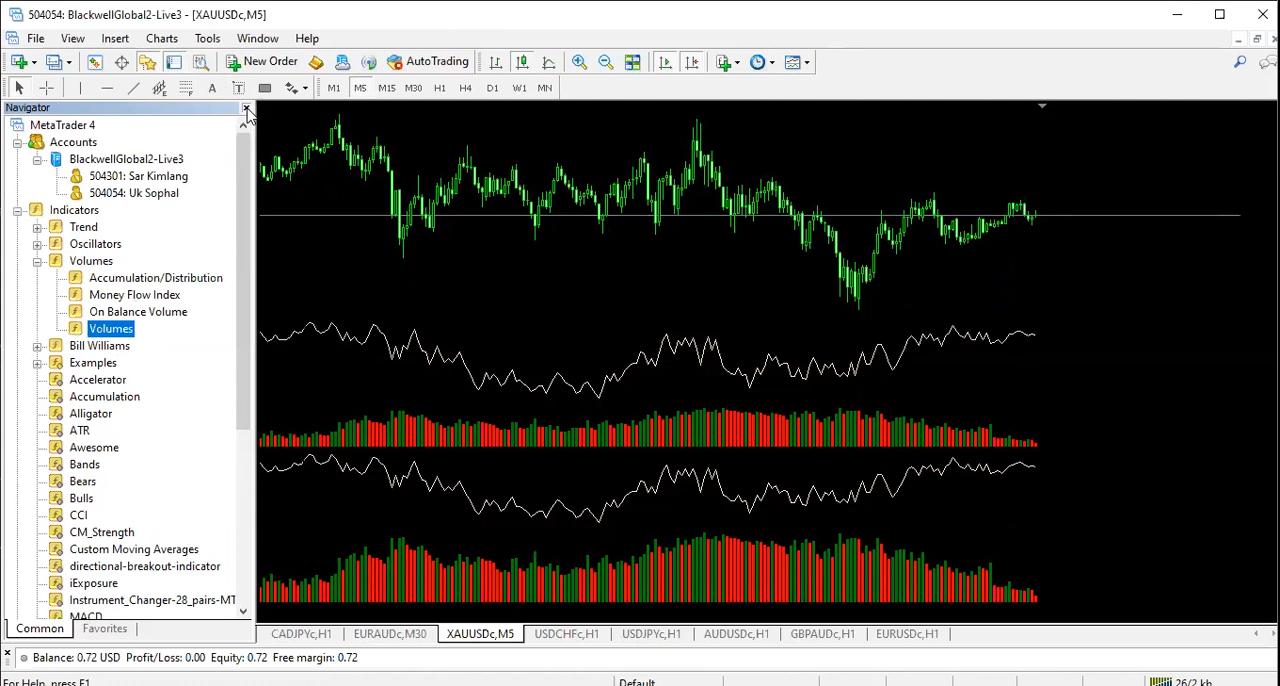 504054: BlackwellGlobal2-Live3 - [XAUUSDc,M5]
File View Insert Charts Tools Window Help
New Order AutoTrading
A T M1 M5 M15 M30 H1 H4 D1 W1 MN
Navigator
MetaTrader 4
Accounts
BlackwellGlobal2-Live3
504301: Sar Kimlang
504054: Uk Sophal
Indicators
Trend
Oscillators
Volumes
Accumulation/Distribution
Money Flow Index
On Balance Volume
Volumes
Bill Williams
Examples
Accelerator
Accumulation
Alligator
ATR
Awesome
Bands
Bears
Bulls
CCI
CM_Strength
Custom Moving Averages
directional-breakout-indicator
iExposure
Instrument_Changer-28_pairs-MT
MACD
Common Favorites
CADJPYc,H1 EURAUDc,M30 XAUUSDc,M5 USDCHFc,H1 USDJPYc,H1 AUDUSDc,H1 GBPAUDc,H1 EURUSDc,H1
Balance: 0.72 USD Profit/Loss: 0.00 Equity: 0.72 Free margin: 0.72
For Help, press F1 Default 26/2 kb